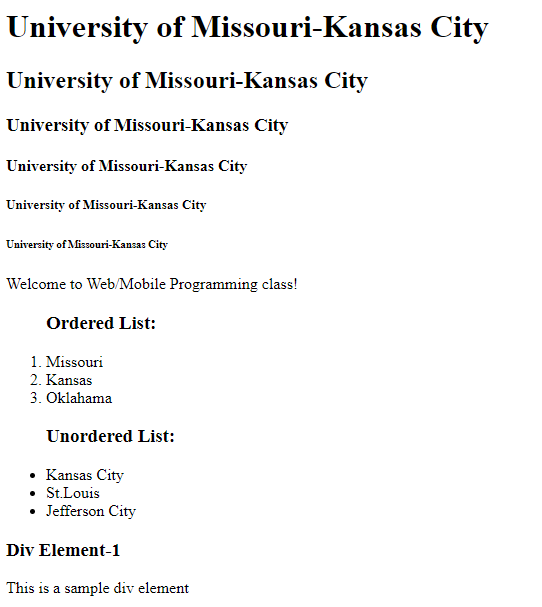 University of Missouri-Kansas City
University of Missouri-Kansas City
University of Missouri-Kansas City
University of Missouri-Kansas City
University of Missouri-Kansas City
University of Missouri-Kansas City
Welcome to Web/Mobile Programming class!
Ordered List:
1. Missouri
2. Kansas
3. Oklahama
Unordered List:
• Kansas City
• St.Louis
• Jefferson City
Div Element-1
This is a sample div element